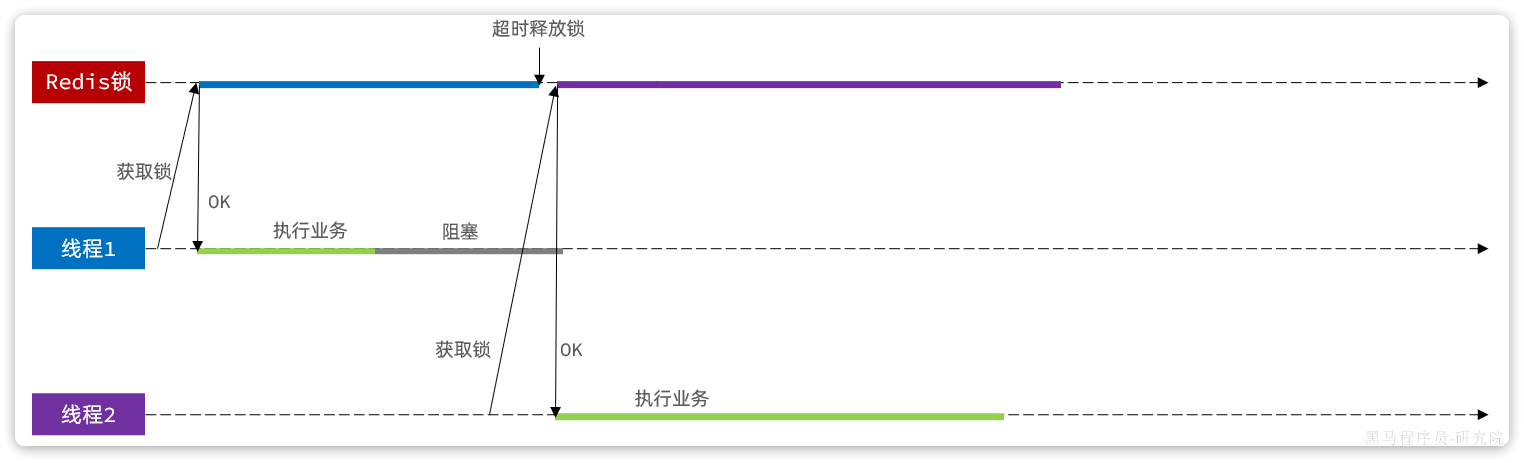 超时释放锁
Redis锁
获取锁
OK
执行业务
阻塞
线程1
获取锁
OK
执行业务
线程2
黑马程序员-研究院